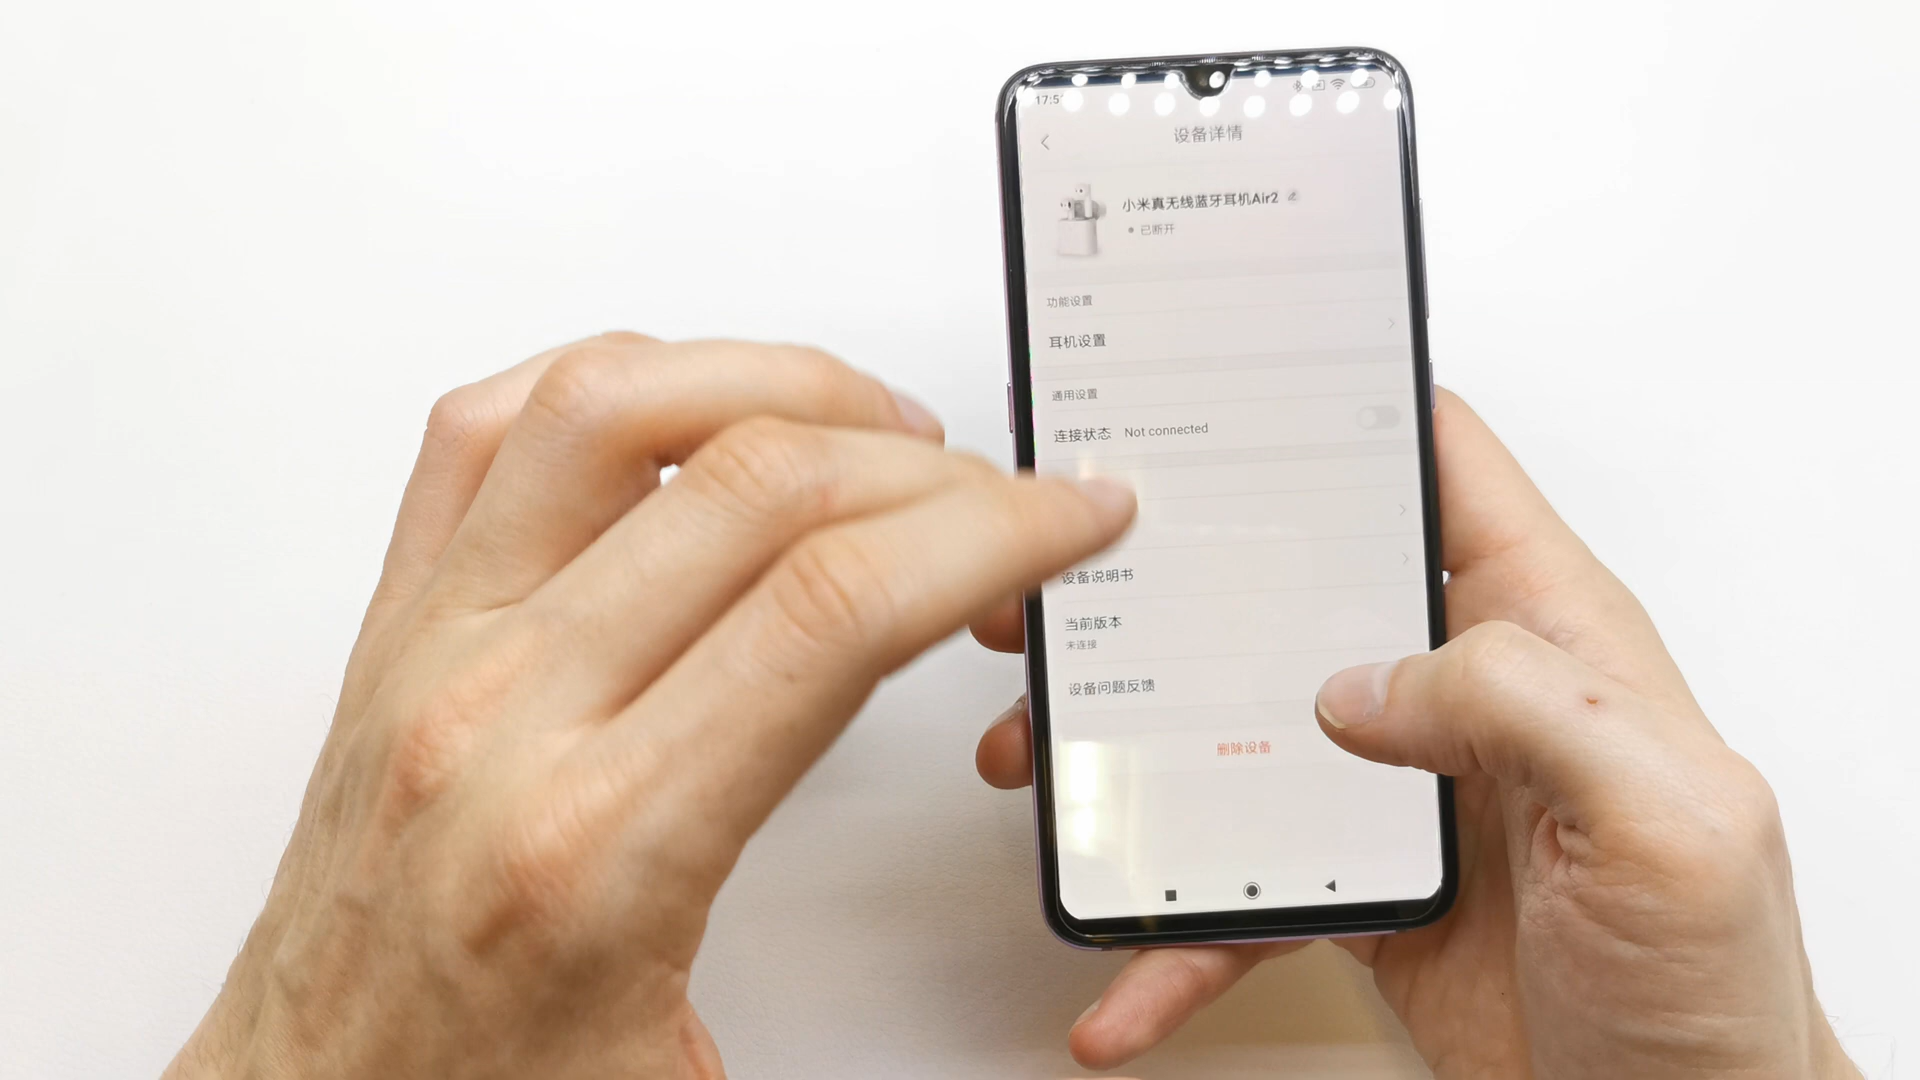 17:5
设备详情
小米真无线蓝牙耳机Air2
已断开
功能设置
耳机设置
通用设置
连接状态 Not connected
设备说明书
当前版本
未连接
设备问题反馈
删除设备